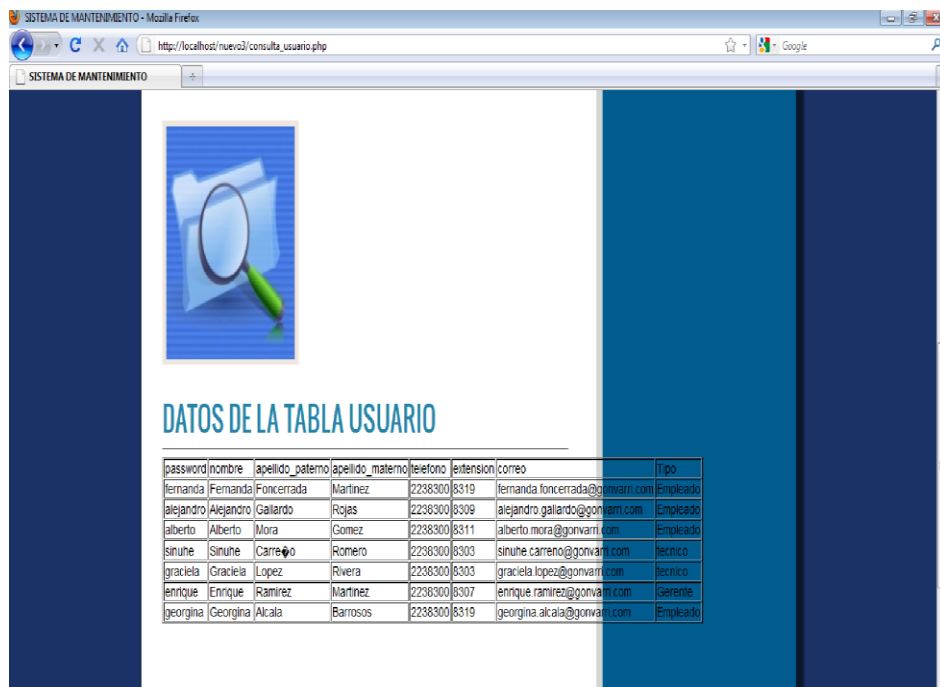 SISTEMA DE MANTENIMIENTO - Mozilla Firefox
http://localhost/nuevo3/consulta_usuario.php
Google
SISTEMA DE MANTENIMIENTO
DATOS DE LA TABLA USUARIO
password nombre apellido_paterno apellido_materno telefono extension correo Tipo
fernanda Fernanda Foncerrada Martinez 2238300 8319 fernanda.foncerrada@gonvarri.com Empleado
alejandro Alejandro Gallardo Rojas 2238300 8309 alejandro.gallardo@gonvarri.com Empleado
alberto Alberto Mora Gomez 2238300 8311 alberto.mora@gonvarri.com Empleado
sinuhe Sinuhe Carre�o Romero 2238300 8303 sinuhe.carreno@gonvarri.com tecnico
graciela Graciela Lopez Rivera 2238300 8303 graciela.lopez@gonvarri.com tecnico
enrique Enrique Ramirez Martinez 2238300 8307 enrique.ramirez@gonvarri.com Gerente
georgina Georgina Alcala Barrosos 2238300 8319 georgina.alcala@gonvarri.com Empleado